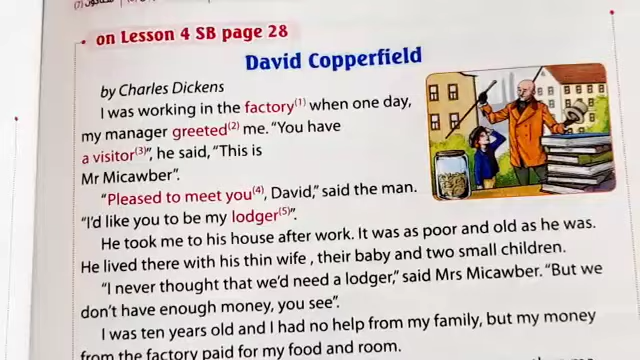 on Lesson 4 SB page 28
David Copperfield
by Charles Dickens
I was working in the factory(1) when one day,
my manager greeted(2) me. "You have
a visitor(3)", he said, "This is
Mr Micawber".
"Pleased to meet you(4), David," said the man.
"I'd like you to be my lodger(5)".
He took me to his house after work. It was as poor and old as he was.
He lived there with his thin wife , their baby and two small children.
"I never thought that we'd need a lodger," said Mrs Micawber. "But we
don't have enough money, you see".
I was ten years old and I had no help from my family, but my money
from the factory paid for my food and room.